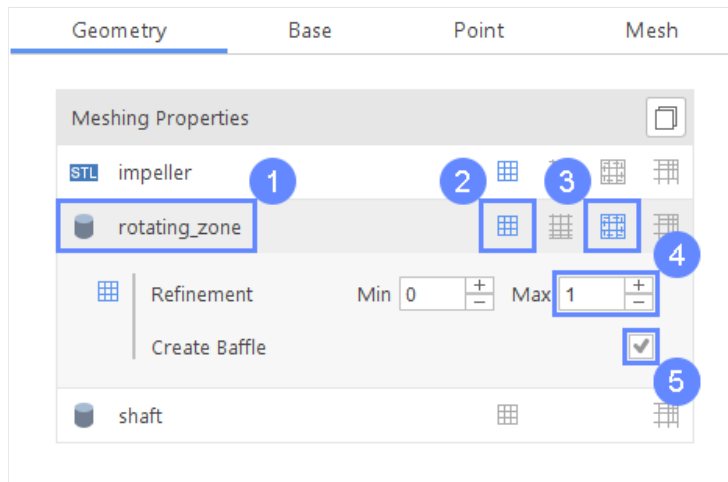 Geometry Base Point Mesh
Meshing Properties
STL impeller 1 2 3
rotating_zone
4
Refinement Min 0 + − Max 1 + −
Create Baffle
5
shaft